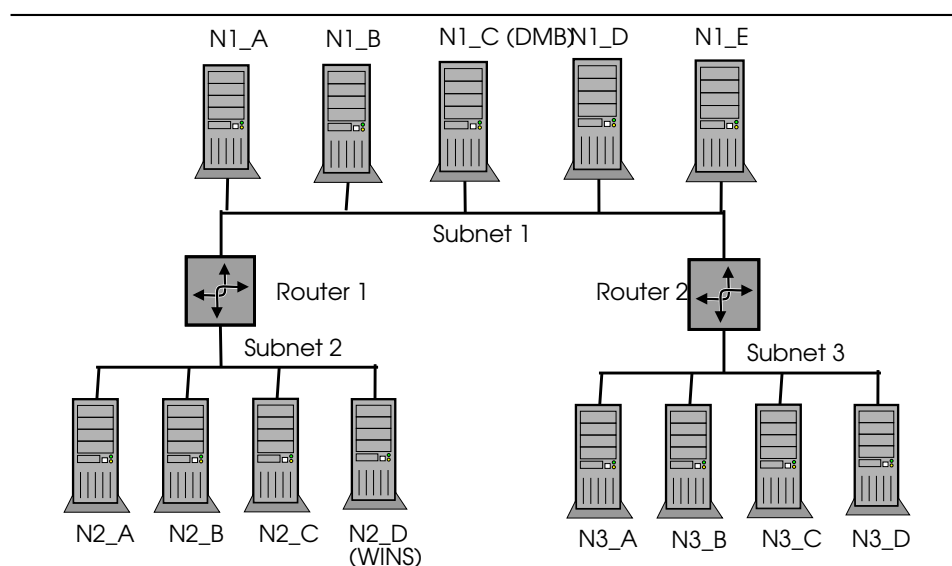 N1_A N1_B N1_C (DMB) N1_D N1_E
Subnet 1
Router 1 Router 2
Subnet 2 Subnet 3
N2_A N2_B N2_C N2_D
(WINS)
N3_A N3_B N3_C N3_D